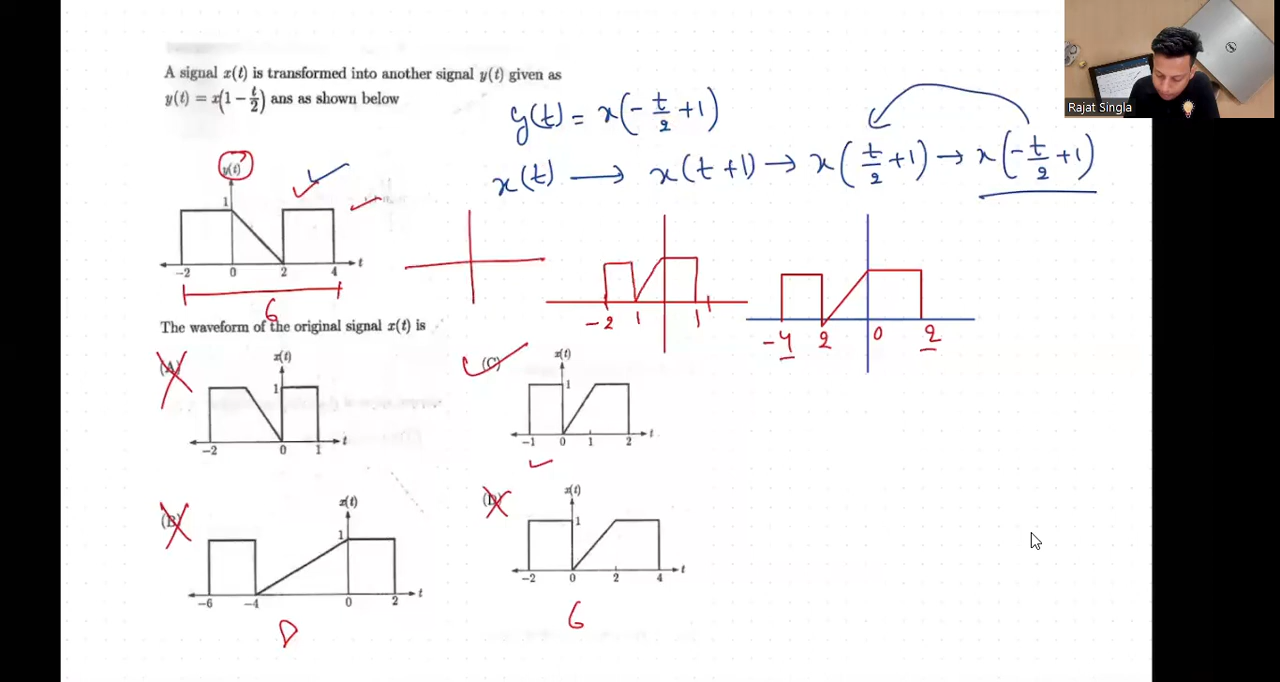 A signal x(t) is transformed into another signal y(t) given as
y(t) = x(1 − t/2) ans as shown below
Rajat Singla
y(t) = x(−t/2 + 1)
x(t) → x(t + 1) → x(t/2 + 1) → x(−t/2 + 1)
y(t)
1
−2 0 2 4 t
6
−2 1 1
−4 2 0 2
The waveform of the original signal x(t) is
(A)
x(t)
1
−2 0 1 t
(C)
x(t)
1
−1 0 1 2 t
(B)
x(t)
1
−6 −4 0 2 t
(D)
x(t)
1
−2 0 2 4 t
6